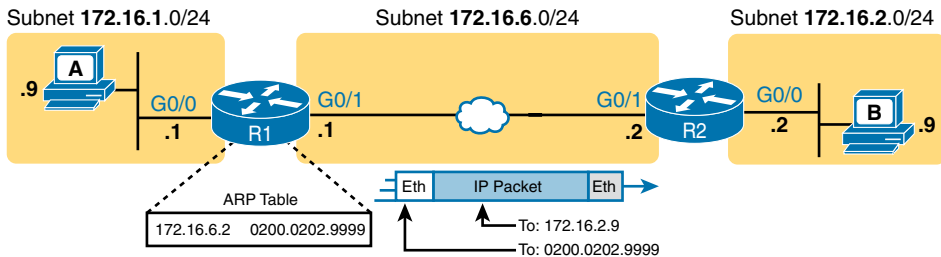 Subnet 172.16.1.0/24
Subnet 172.16.6.0/24
Subnet 172.16.2.0/24
A
.9
G0/0
.1
R1
G0/1
.1
G0/1
.2
R2
G0/0
.2
B
.9
ARP Table
172.16.6.2 0200.0202.9999
Eth
IP Packet
Eth
To: 172.16.2.9
To: 0200.0202.9999